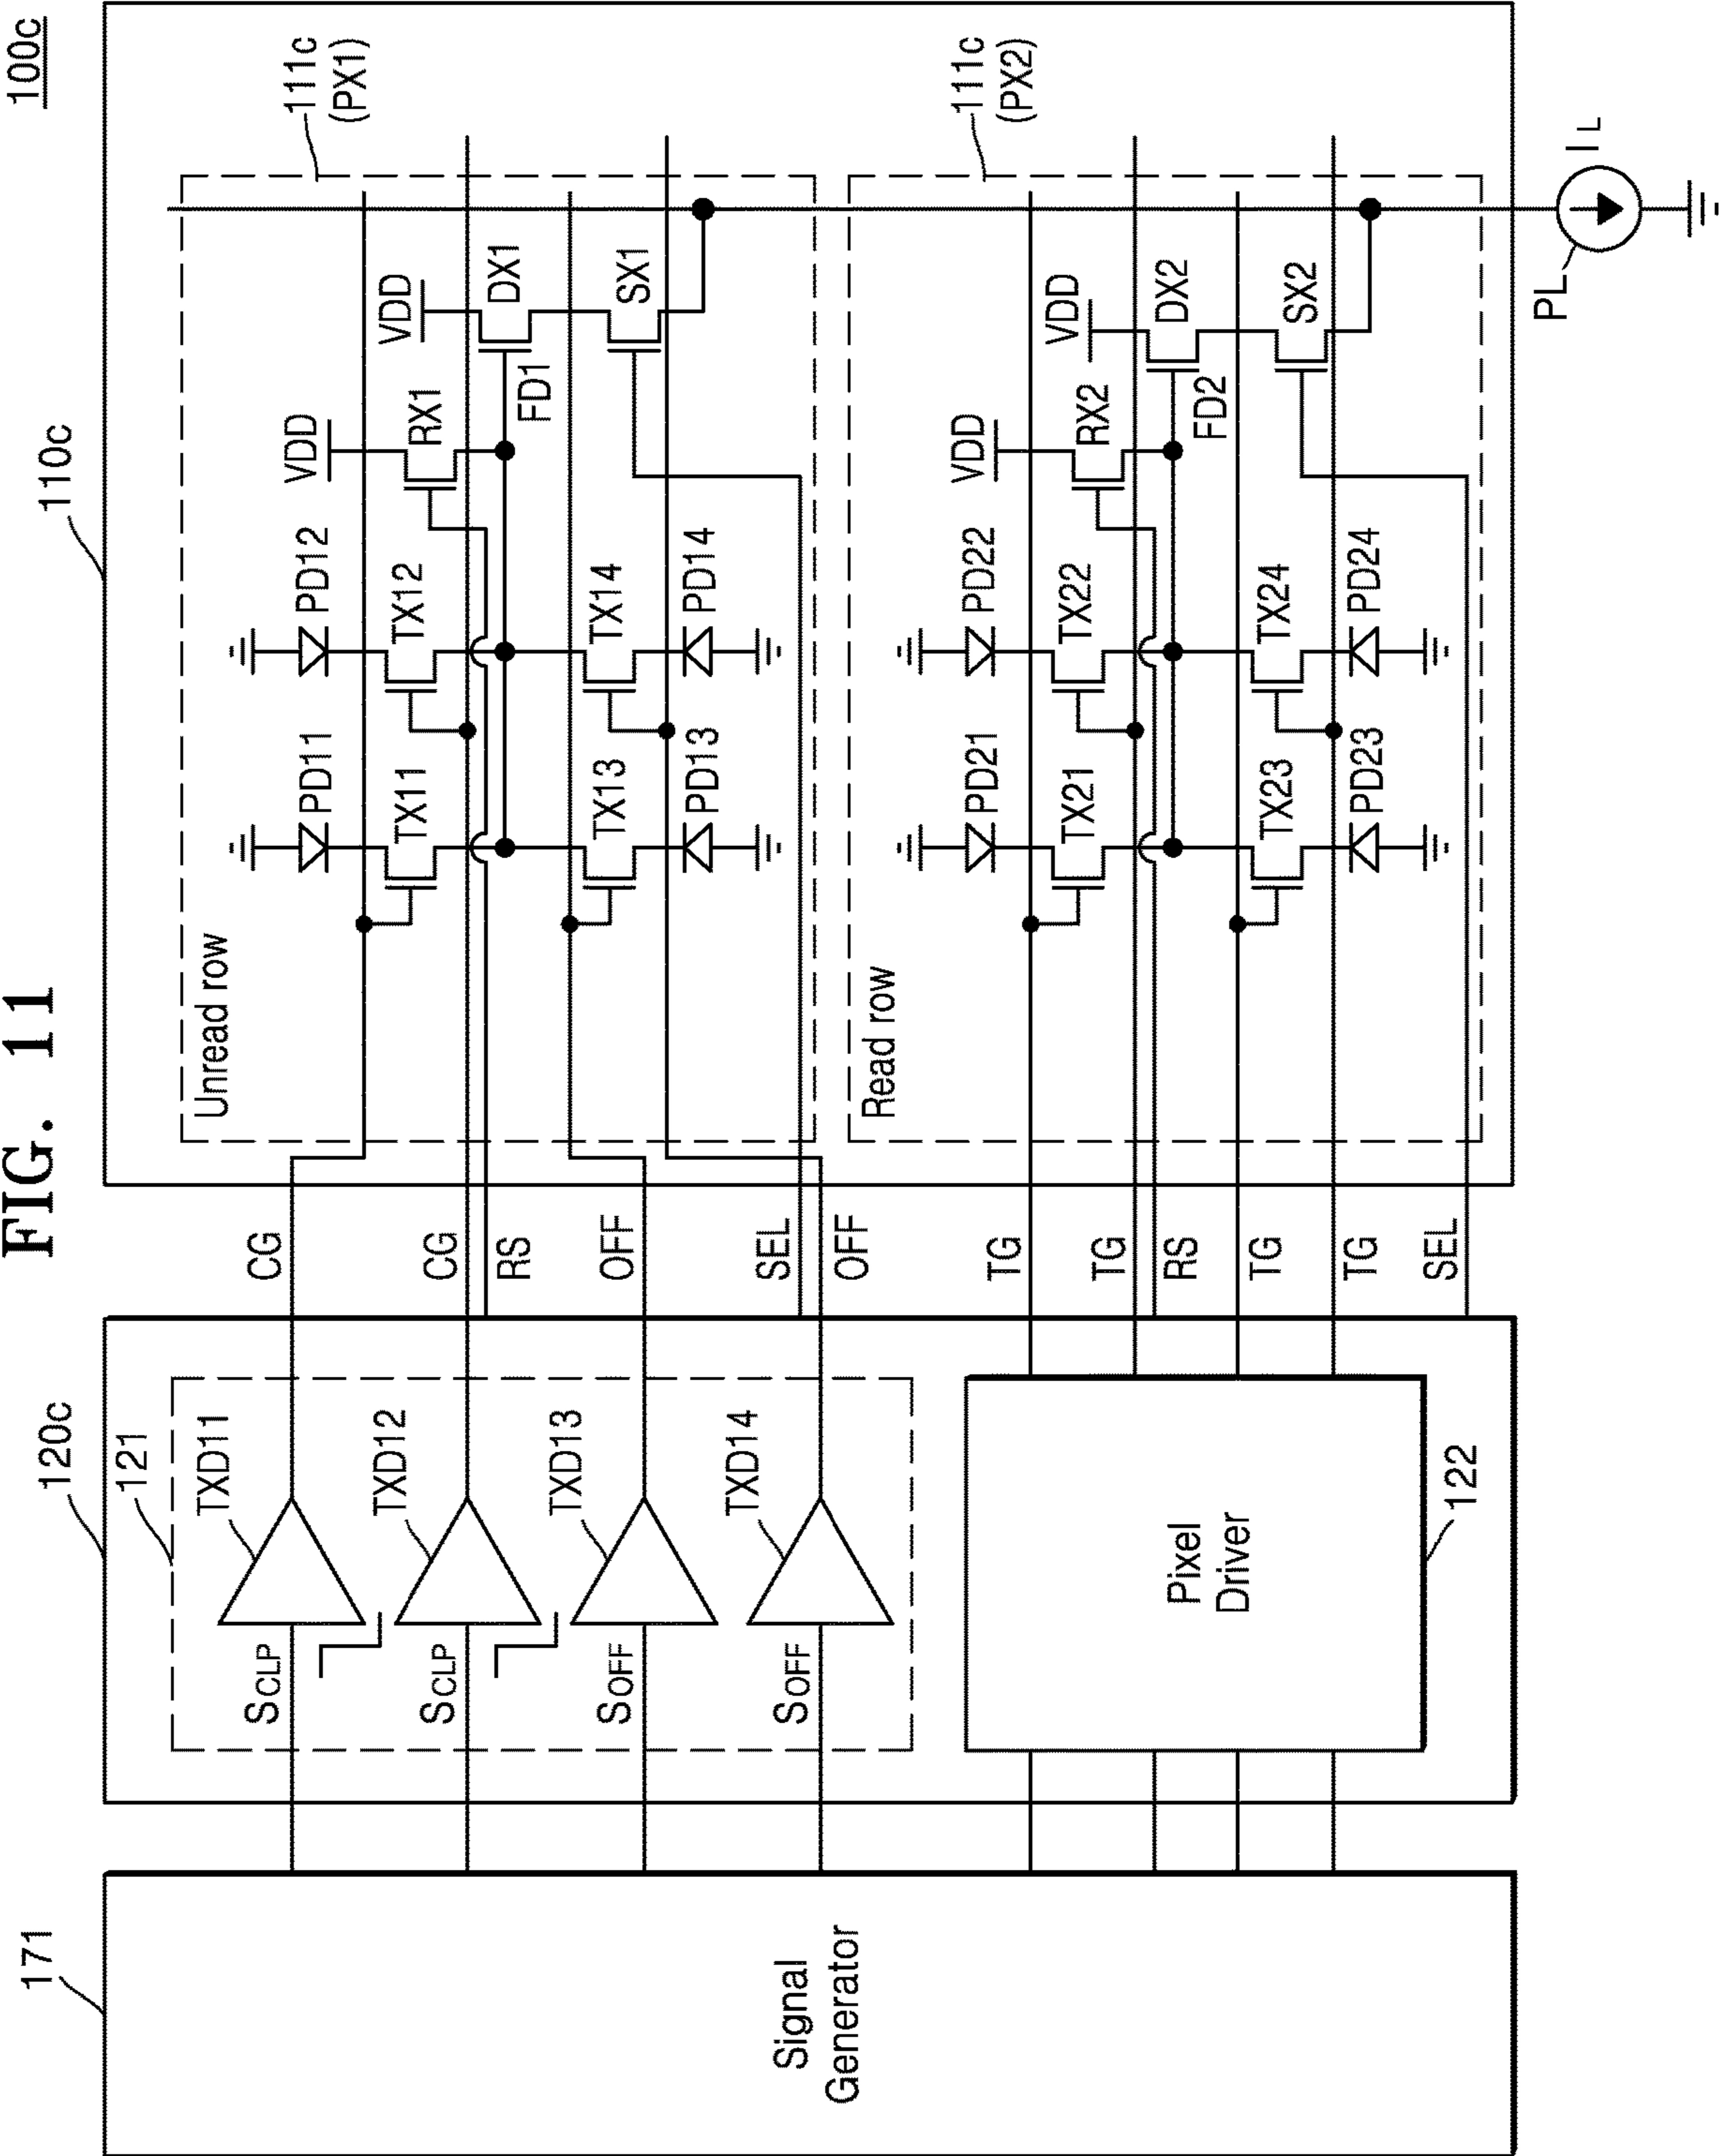 FIG. 11
100c
171
120c
110c
Signal
Generator
121
TXD11
SCLP
TXD12
SCLP
TXD13
SOFF
TXD14
SOFF
Pixel
Driver
122
CG
CG
RS
OFF
SEL
OFF
TG
TG
RS
TG
TG
SEL
Unread row
111c
(PX1)
PD11
PD12
VDD
VDD
TX11
TX12
RX1
DX1
FD1
TX13
TX14
SX1
PD13
PD14
Read row
111c
(PX2)
PD21
PD22
VDD
VDD
TX21
TX22
RX2
DX2
FD2
TX23
TX24
SX2
PD23
PD24
PL
IL